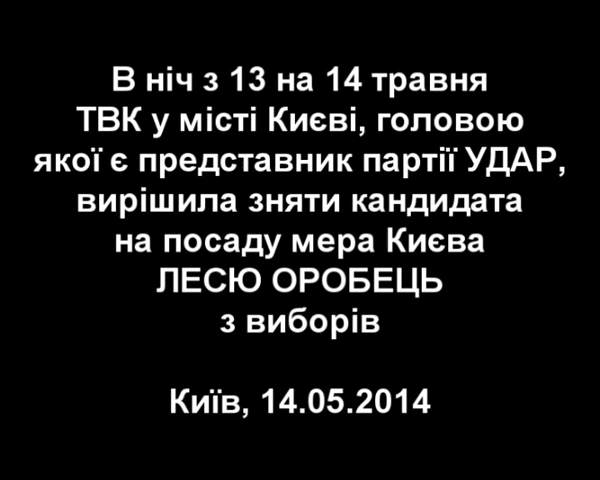 В ніч з 13 на 14 травня
ТВК у місті Києві, головою
якої є представник партії УДАР,
вирішила зняти кандидата
на посаду мера Києва
ЛЕСЮ ОРОБЕЦЬ
з виборів
Київ, 14.05.2014